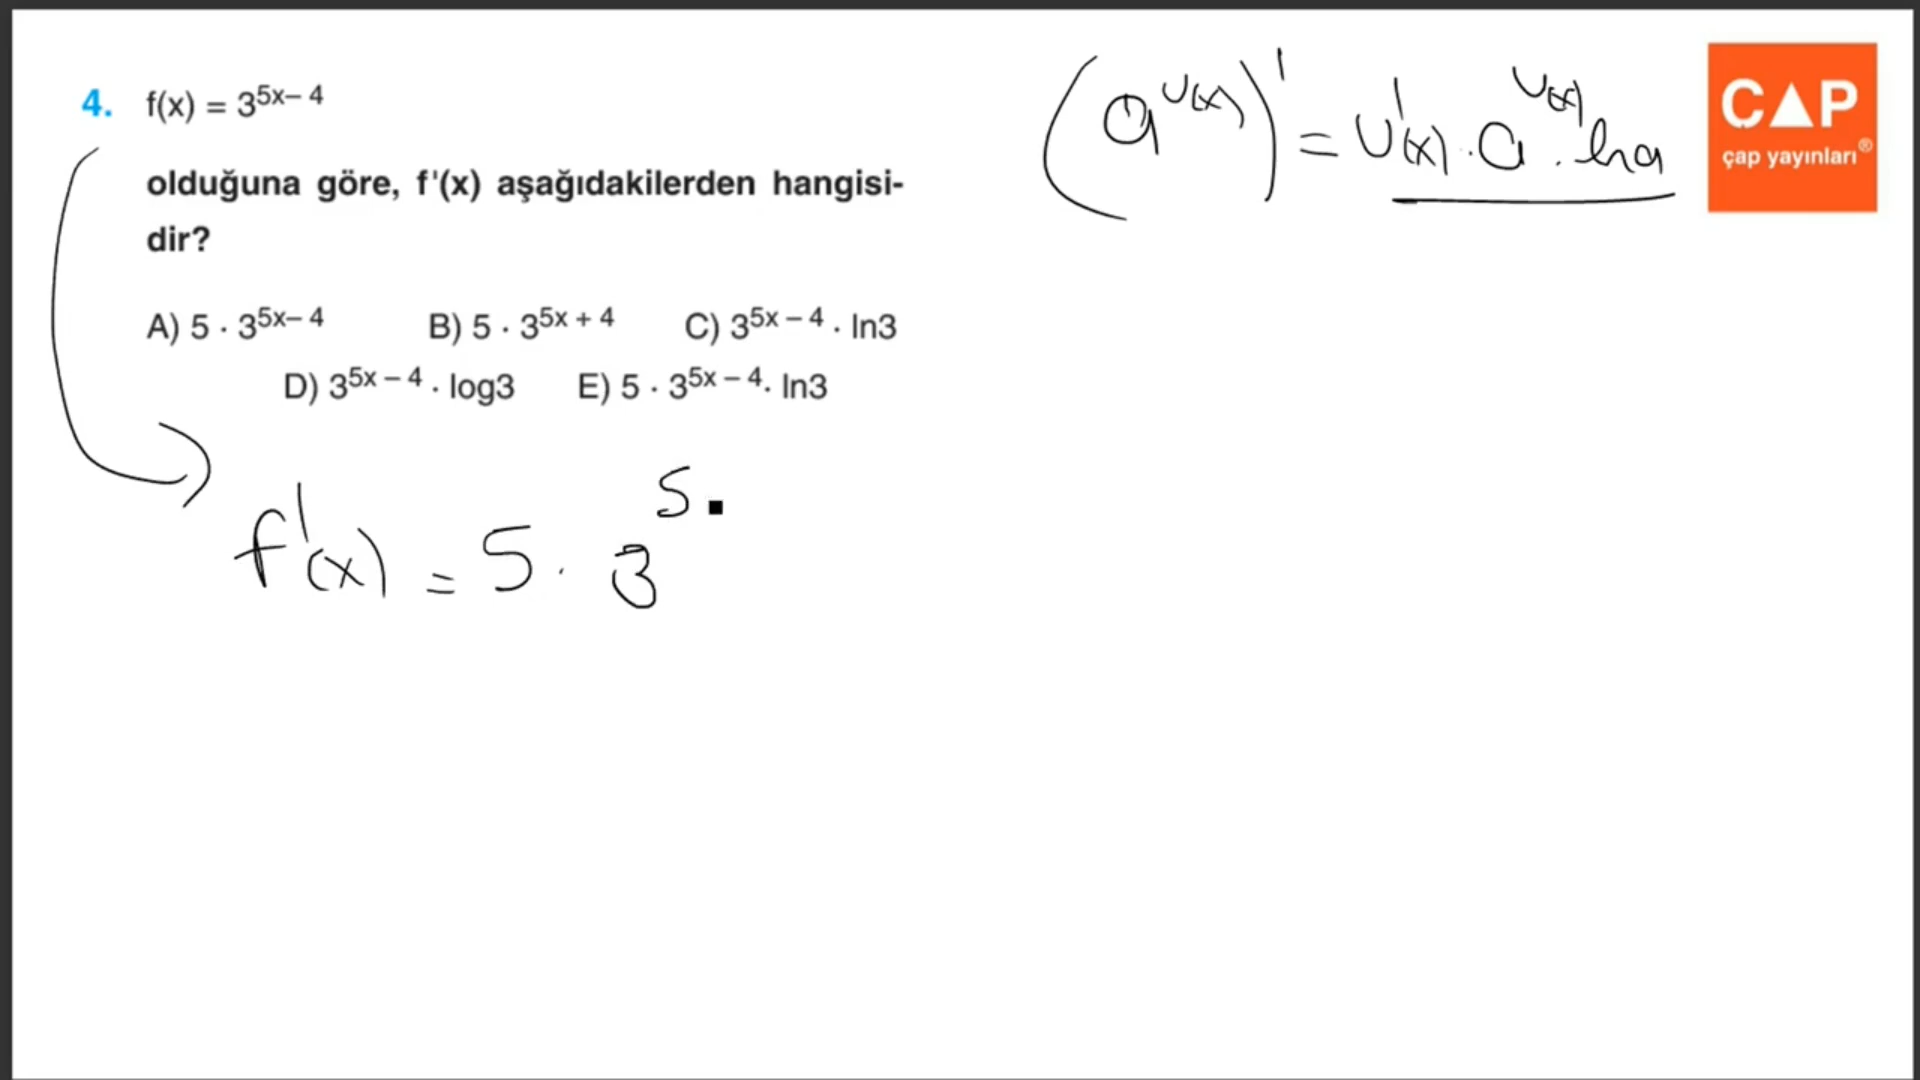 4. f(x) = 3^{5x– 4}
olduğuna göre, f'(x) aşağıdakilerden hangisi-
dir?
A) 5 . 3^{5x– 4} B) 5 . 3^{5x + 4} C) 3^{5x – 4} . ln3
D) 3^{5x – 4} . log3 E) 5 . 3^{5x – 4}. ln3
f'(x) = 5 . 3^{5}
(a^{u(x)})' = u'(x) . a^{u(x)} . lna
CAP
çap yayınları®